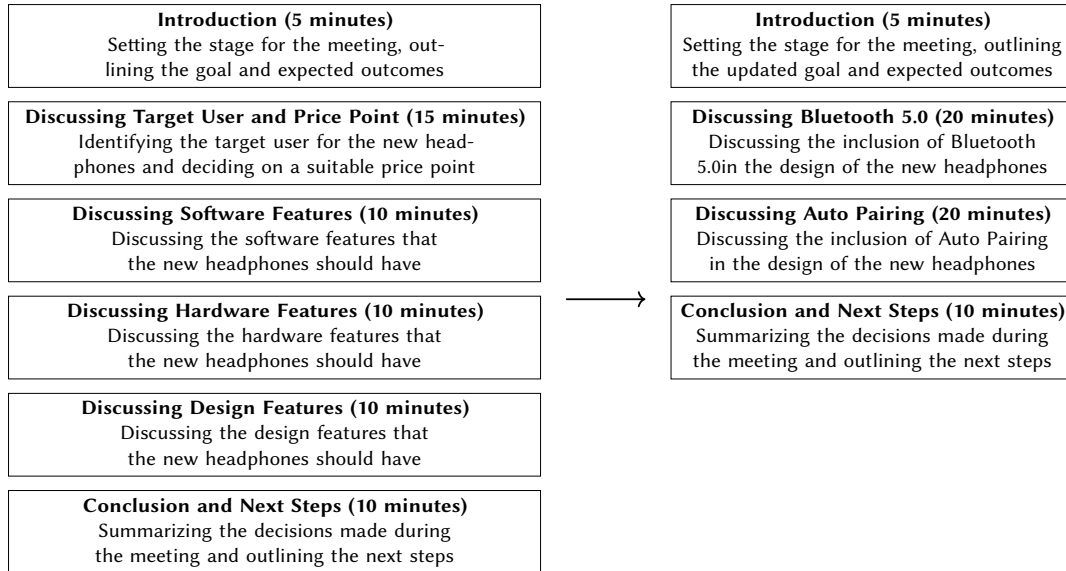 Introduction (5 minutes)
Setting the stage for the meeting, out-
lining the goal and expected outcomes
Discussing Target User and Price Point (15 minutes)
Identifying the target user for the new head-
phones and deciding on a suitable price point
Discussing Software Features (10 minutes)
Discussing the software features that
the new headphones should have
Discussing Hardware Features (10 minutes)
Discussing the hardware features that
the new headphones should have
Discussing Design Features (10 minutes)
Discussing the design features that
the new headphones should have
Conclusion and Next Steps (10 minutes)
Summarizing the decisions made during
the meeting and outlining the next steps
Introduction (5 minutes)
Setting the stage for the meeting, outlining
the updated goal and expected outcomes
Discussing Bluetooth 5.0 (20 minutes)
Discussing the inclusion of Bluetooth
5.0in the design of the new headphones
Discussing Auto Pairing (20 minutes)
Discussing the inclusion of Auto Pairing
in the design of the new headphones
Conclusion and Next Steps (10 minutes)
Summarizing the decisions made during
the meeting and outlining the next steps